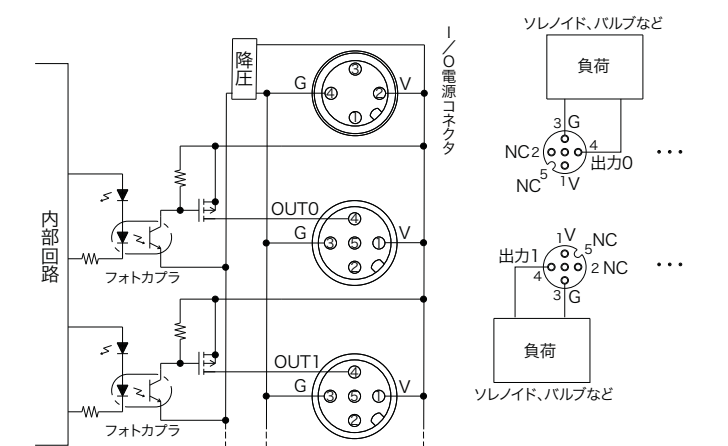 降圧
G
V
③
④
②
①
I/O電源コネクタ
内部回路
フォトカプラ
OUT0
G
V
④
③
⑤
①
②
フォトカプラ
OUT1
G
V
④
③
⑤
①
②
ソレノイド、バルブなど
負荷
3
G
NC
2
4
出力0
NC
5
1
V
…
1
V
5
NC
出力1
4
2
NC
3
G
…
負荷
ソレノイド、バルブなど